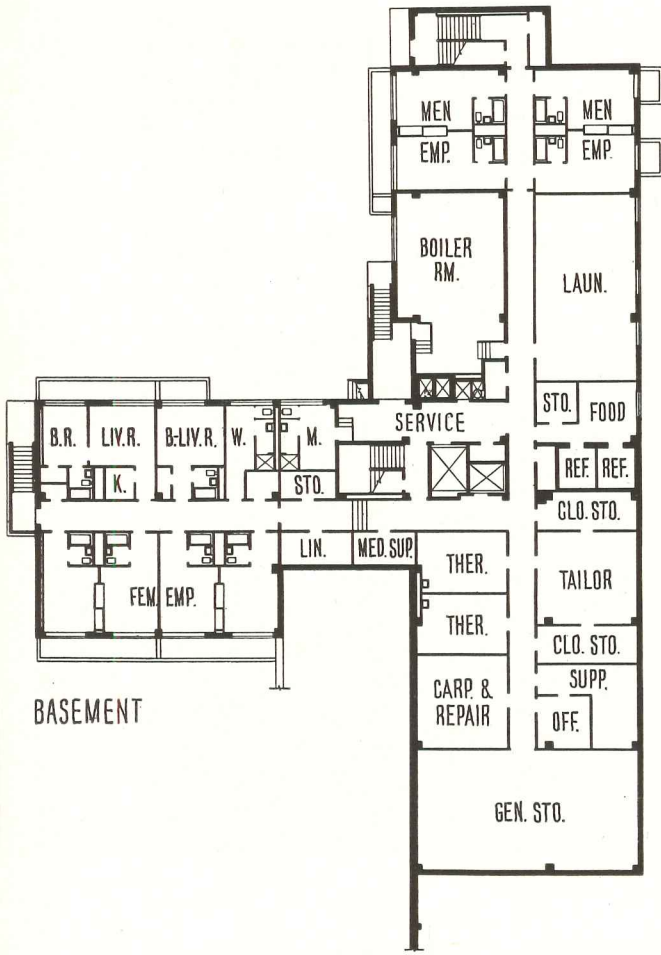 MEN
EMP.
MEN
EMP.
BOILER
RM.
LAUN.
B.R.
LIV.R.
B-LIV.R.
W.
M.
SERVICE
STO.
FOOD
K.
STO.
REF.
REF.
CLO. STO.
LIN.
MED. SUP.
THER.
TAILOR
FEM. EMP.
THER.
CLO. STO.
CARP. &
REPAIR
SUPP.
OFF.
BASEMENT
GEN. STO.